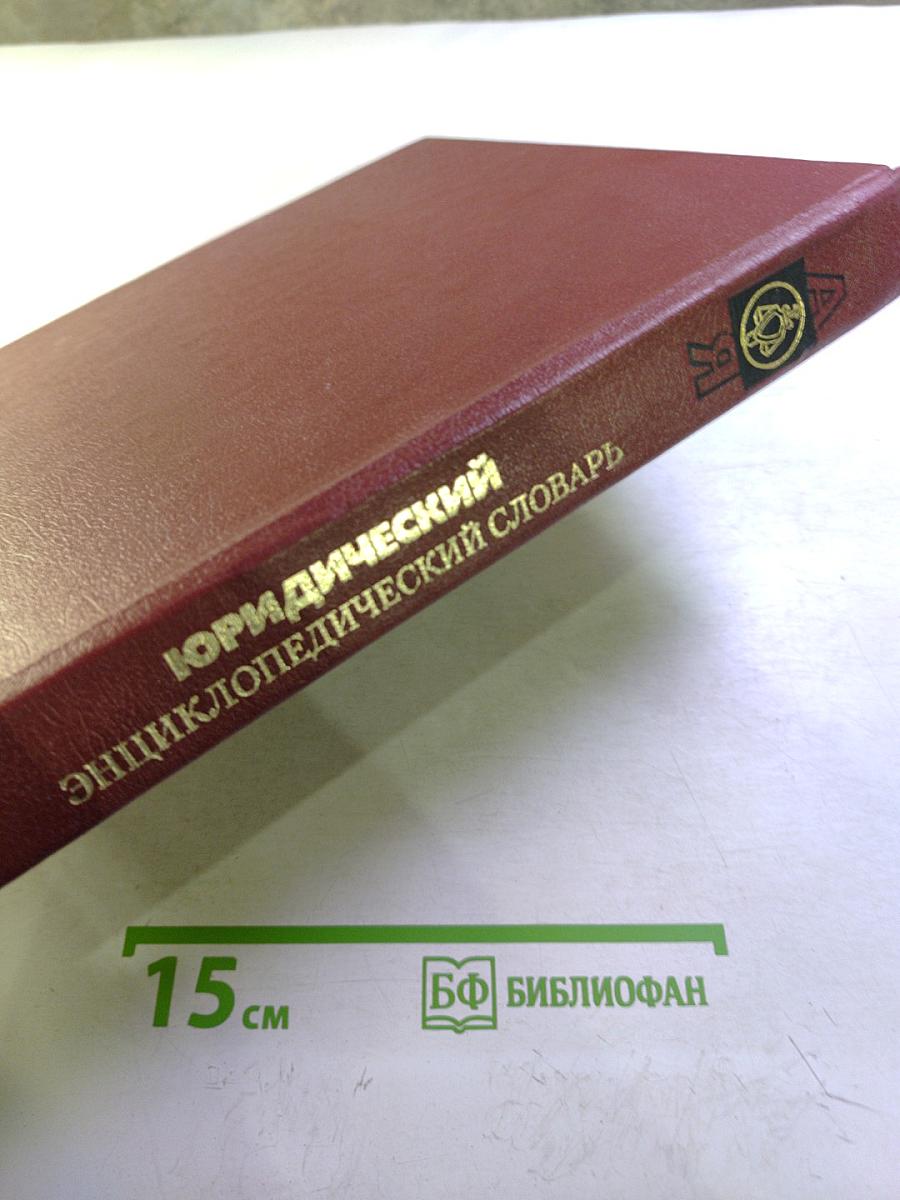 А
Я
ЮРИДИЧЕСКИЙ
ЭНЦИКЛОПЕДИЧЕСКИЙ СЛОВАРЬ
15 см
БФ БИБЛИОФАН